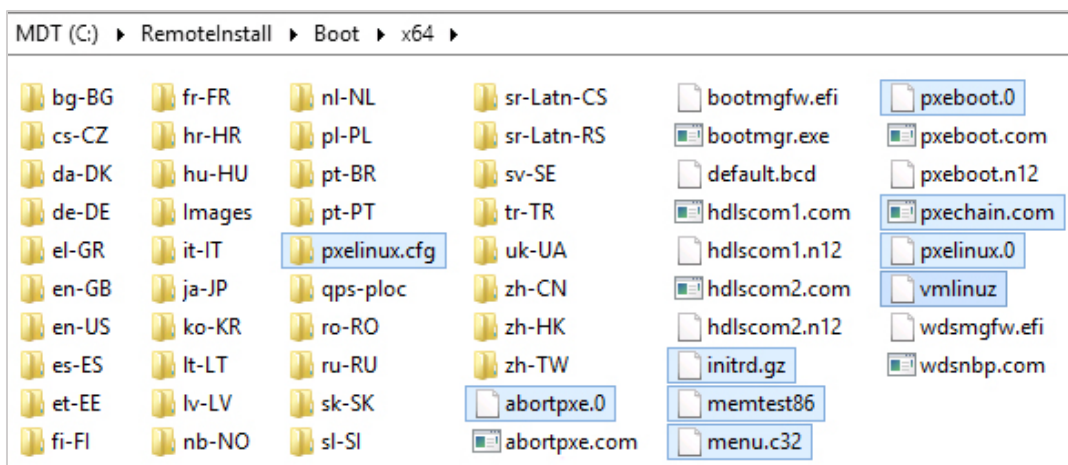 MDT (C:) ▸ RemoteInstall ▸ Boot ▸ x64 ▸
bg-BG
cs-CZ
da-DK
de-DE
el-GR
en-GB
en-US
es-ES
et-EE
fi-FI
fr-FR
hr-HR
hu-HU
Images
it-IT
ja-JP
ko-KR
lt-LT
lv-LV
nb-NO
nl-NL
pl-PL
pt-BR
pt-PT
pxelinux.cfg
qps-ploc
ro-RO
ru-RU
sk-SK
sl-SI
sr-Latn-CS
sr-Latn-RS
sv-SE
tr-TR
uk-UA
zh-CN
zh-HK
zh-TW
abortpxe.0
abortpxe.com
bootmgfw.efi
bootmgr.exe
default.bcd
hdlscom1.com
hdlscom1.n12
hdlscom2.com
hdlscom2.n12
initrd.gz
memtest86
menu.c32
pxeboot.0
pxeboot.com
pxeboot.n12
pxechain.com
pxelinux.0
vmlinuz
wdsmgfw.efi
wdsnbp.com